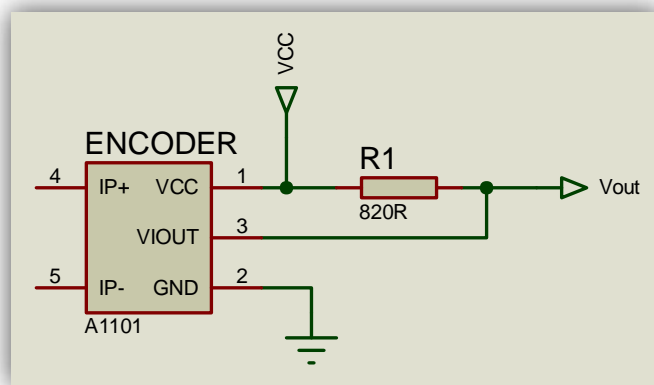 VCC
ENCODER
R1
4 IP+ VCC 1
820R
Vout
VIOUT 3
5 IP- GND 2
A1101